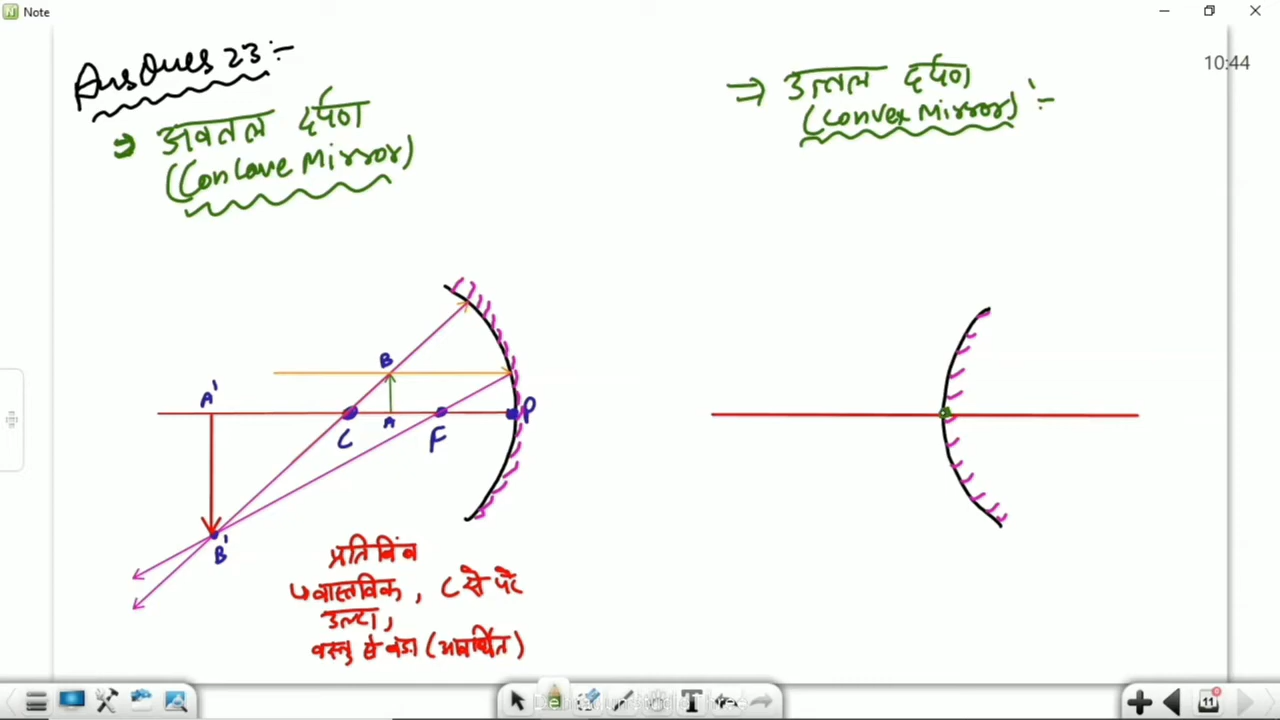 Note
10:44
Ans Ques 23:-
⇒ अवतल दर्पण
(Concave Mirror)
⇒ उत्तल दर्पण
(Convex Mirror) :-
B
A'
A
P
C
F
B'
प्रतिबिंब
↳ वास्तविक, C से परे
उल्टा,
वस्तु से बड़ा (आवर्धित)
T
11